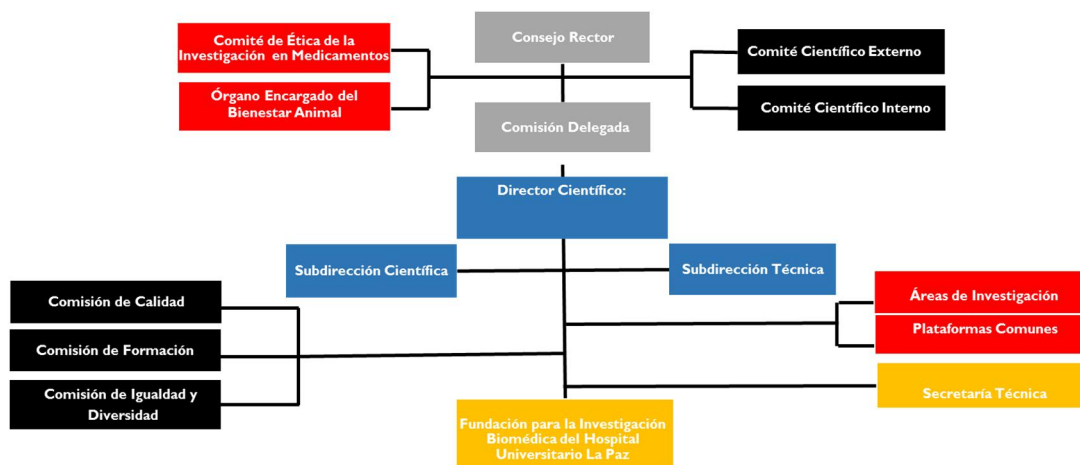 Comité de Ética de la
Investigación en Medicamentos
Órgano Encargado del
Bienestar Animal
Consejo Rector
Comisión Delegada
Comité Científico Externo
Comité Científico Interno
Director Científico:
Subdirección Científica
Subdirección Técnica
Comisión de Calidad
Comisión de Formación
Comisión de Igualdad y
Diversidad
Áreas de Investigación
Plataformas Comunes
Secretaría Técnica
Fundación para la Investigación
Biomédica del Hospital
Universitario La Paz